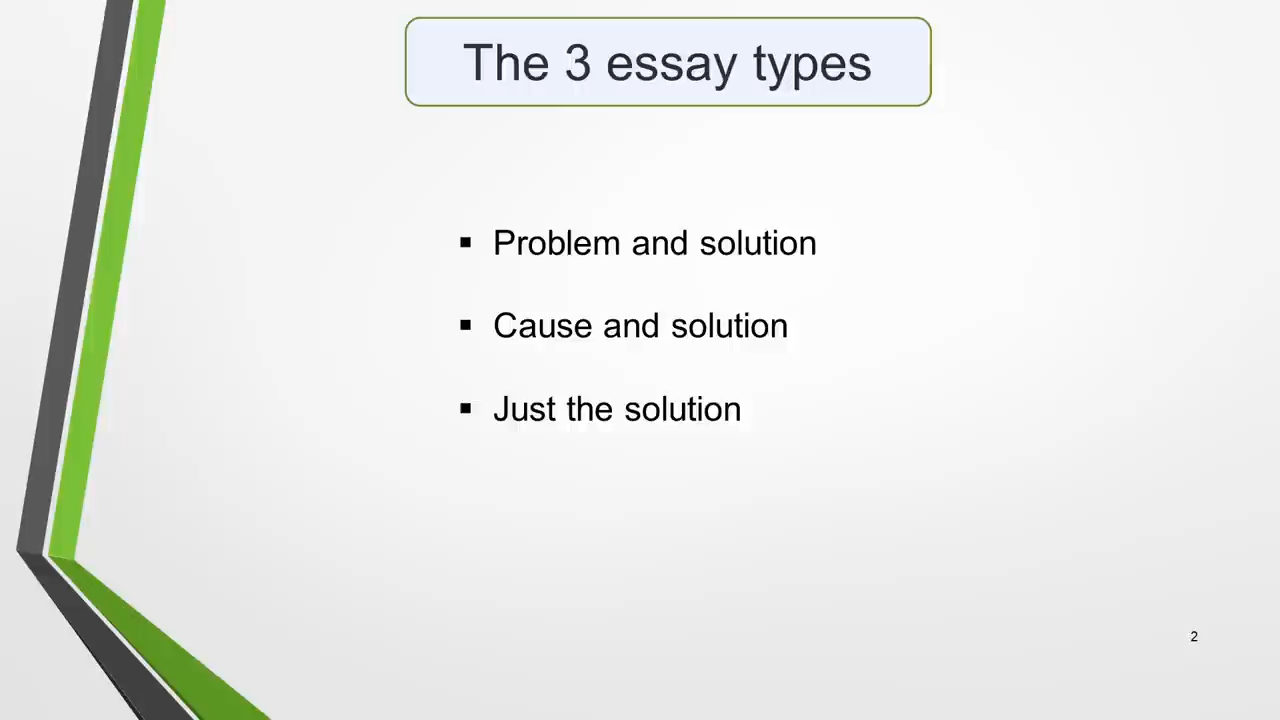 The 3 essay types
▪ Problem and solution
▪ Cause and solution
▪ Just the solution
2